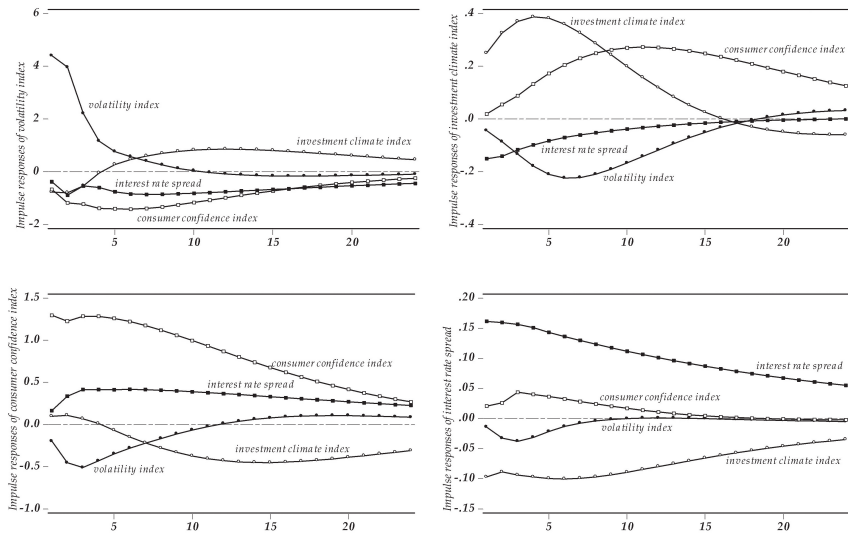 Impulse responses of volatility index
6
4
2
0
-2
volatility index
investment climate index
interest rate spread
consumer confidence index
5
10
15
20
Impulse responses of investment climate index
.4
.2
.0
-.2
-.4
investment climate index
consumer confidence index
interest rate spread
volatility index
5
10
15
20
Impulse responses of consumer confidence index
1.5
1.0
0.5
0.0
-0.5
-1.0
consumer confidence index
interest rate spread
investment climate index
volatility index
5
10
15
20
Impulse responses of interest rate spread
.20
.15
.10
.05
.00
-.05
-.10
-.15
interest rate spread
consumer confidence index
volatility index
investment climate index
5
10
15
20